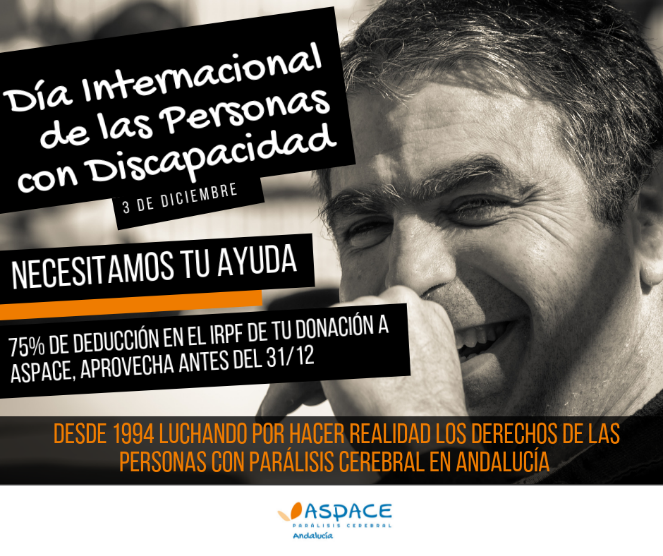 Día Internacional
de las Personas
con Discapacidad
3 DE DICIEMBRE
NECESITAMOS TU AYUDA
75% DE DEDUCCIÓN EN EL IRPF DE TU DONACIÓN A
ASPACE, APROVECHA ANTES DEL 31/12
DESDE 1994 LUCHANDO POR HACER REALIDAD LOS DERECHOS DE LAS
PERSONAS CON PARÁLISIS CEREBRAL EN ANDALUCÍA
ASPACE
PARÁLISIS CEREBRAL
Andalucía